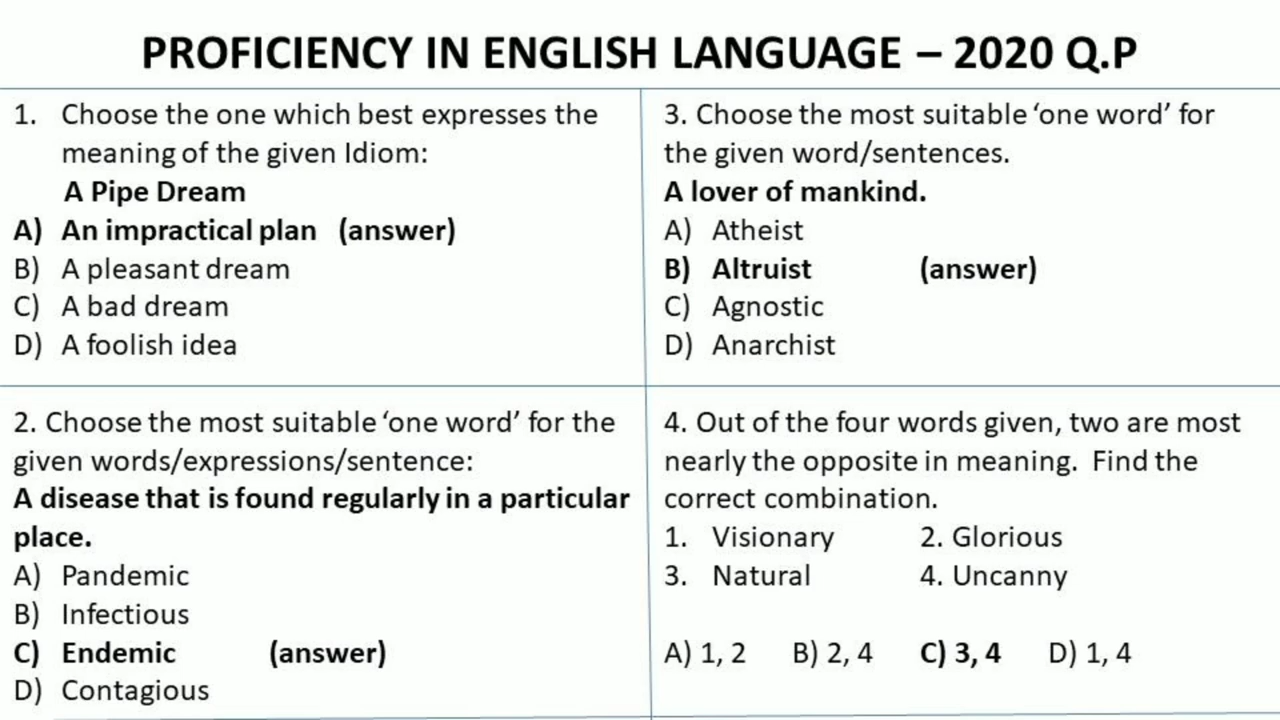 PROFICIENCY IN ENGLISH LANGUAGE – 2020 Q.P
1. Choose the one which best expresses the
meaning of the given Idiom:
A Pipe Dream
A) An impractical plan (answer)
B) A pleasant dream
C) A bad dream
D) A foolish idea
2. Choose the most suitable ‘one word’ for the
given words/expressions/sentence:
A disease that is found regularly in a particular
place.
A) Pandemic
B) Infectious
C) Endemic (answer)
D) Contagious
3. Choose the most suitable ‘one word’ for
the given word/sentences.
A lover of mankind.
A) Atheist
B) Altruist (answer)
C) Agnostic
D) Anarchist
4. Out of the four words given, two are most
nearly the opposite in meaning. Find the
correct combination.
1. Visionary 2. Glorious
3. Natural 4. Uncanny
A) 1, 2 B) 2, 4 C) 3, 4 D) 1, 4